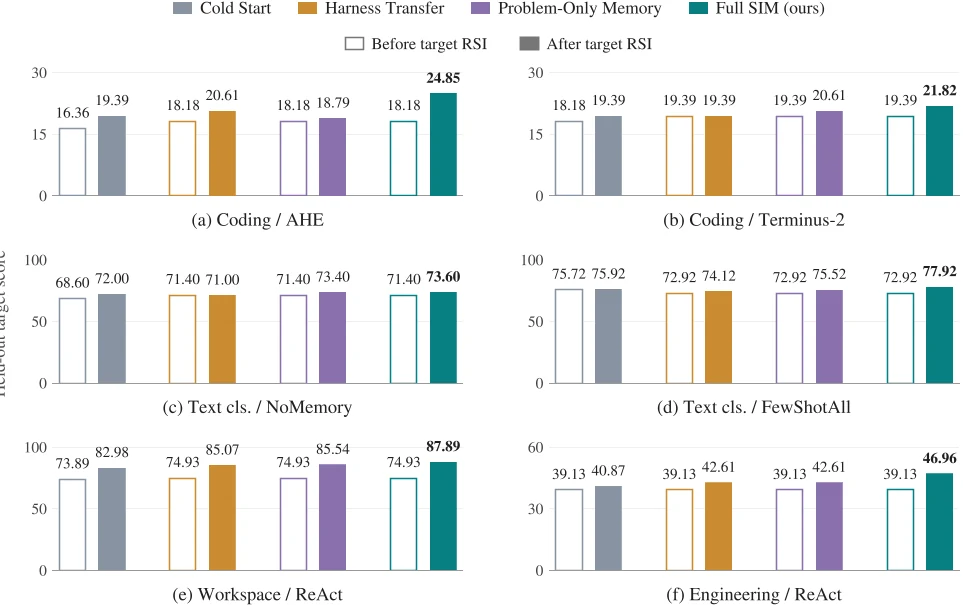 Cold Start Harness Transfer Problem-Only Memory Full SIM (ours)
Before target RSI After target RSI
30
15
0
16.36 19.39 18.18 20.61 18.18 18.79 18.18 24.85
(a) Coding / AHE
30
15
0
18.18 19.39 19.39 19.39 19.39 20.61 19.39 21.82
(b) Coding / Terminus-2
target score
100
50
0
68.60 72.00 71.40 71.00 71.40 73.40 71.40 73.60
(c) Text cls. / NoMemory
100
50
0
75.72 75.92 72.92 74.12 72.92 75.52 72.92 77.92
(d) Text cls. / FewShotAll
100
50
0
73.89 82.98 74.93 85.07 74.93 85.54 74.93 87.89
(e) Workspace / ReAct
60
30
0
39.13 40.87 39.13 42.61 39.13 42.61 39.13 46.96
(f) Engineering / ReAct